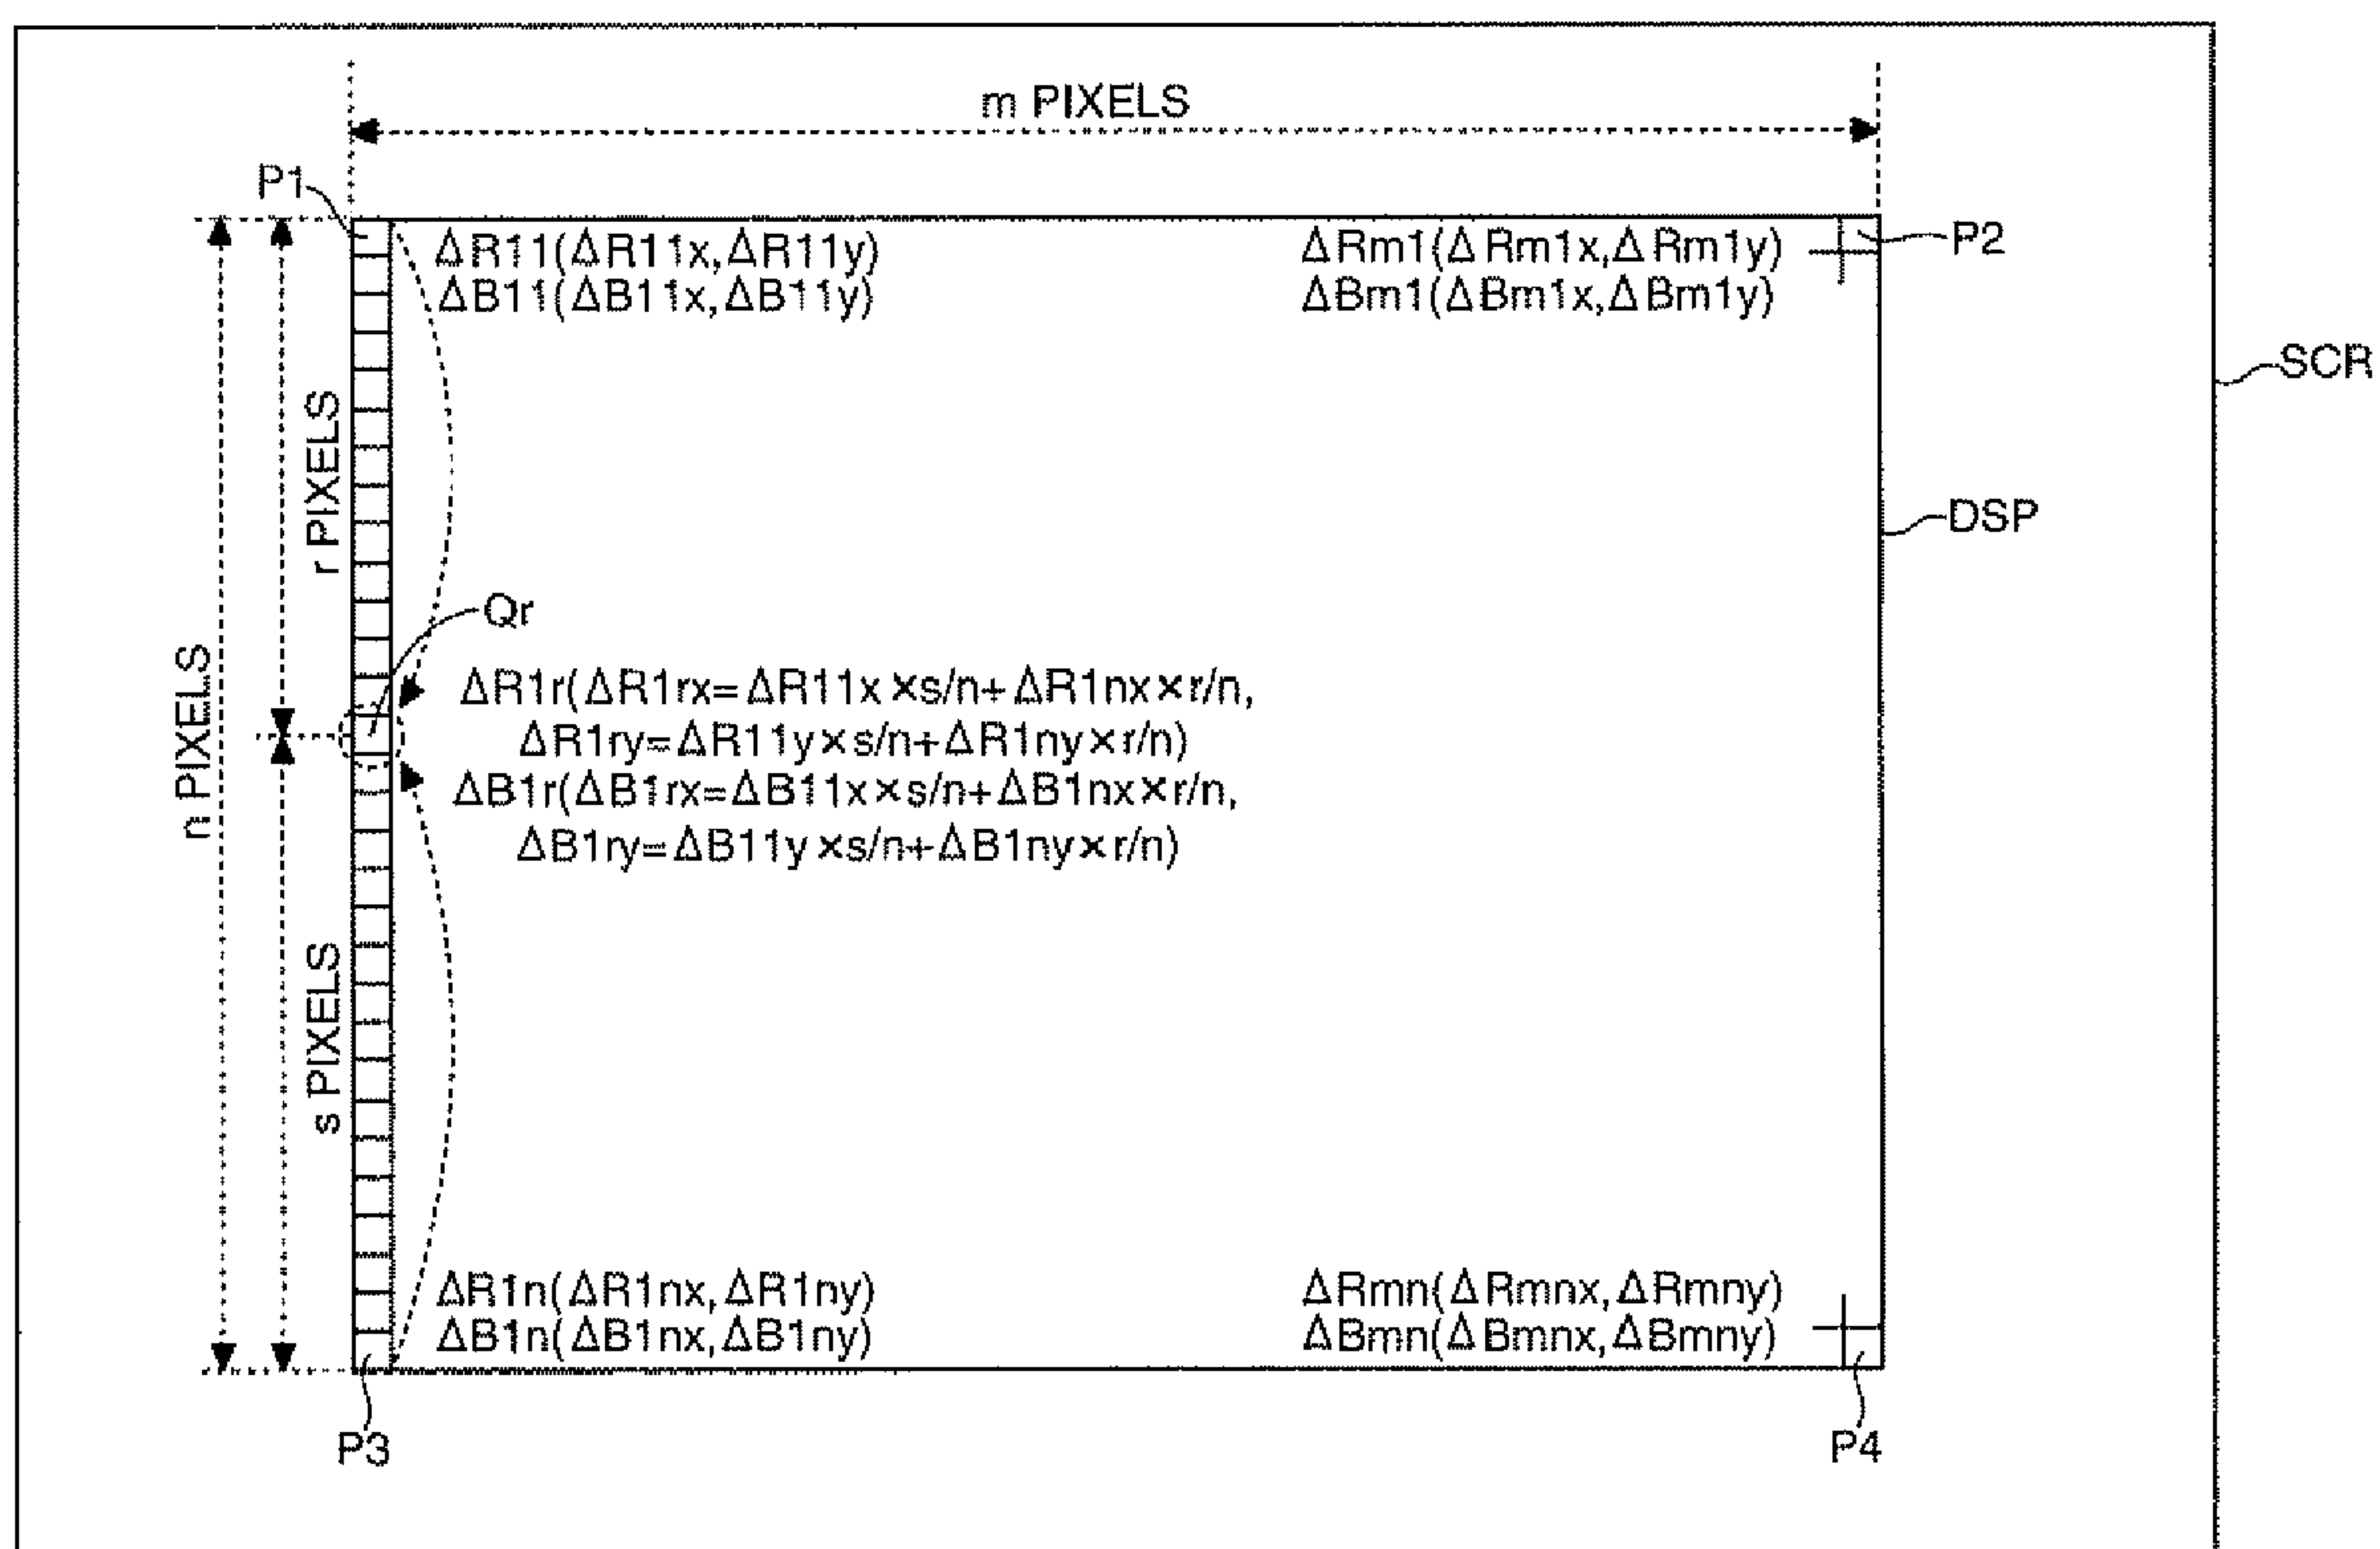 m PIXELS
P1
ΔR11(ΔR11x,ΔR11y)
ΔB11(ΔB11x,ΔB11y)
ΔRm1(ΔRm1x,ΔRm1y)
ΔBm1(ΔBm1x,ΔBm1y)
P2
SCR
DSP
r PIXELS
n PIXELS
Qr
ΔR1r(ΔR1rx=ΔR11x×s/n+ΔR1nx×r/n,
ΔR1ry=ΔR11y×s/n+ΔR1ny×r/n)
ΔB1r(ΔB1rx=ΔB11x×s/n+ΔB1nx×r/n,
ΔB1ry=ΔB11y×s/n+ΔB1ny×r/n)
s PIXELS
ΔR1n(ΔR1nx,ΔR1ny)
ΔB1n(ΔB1nx,ΔB1ny)
ΔRmn(ΔRmnx,ΔRmny)
ΔBmn(ΔBmnx,ΔBmny)
P3
P4